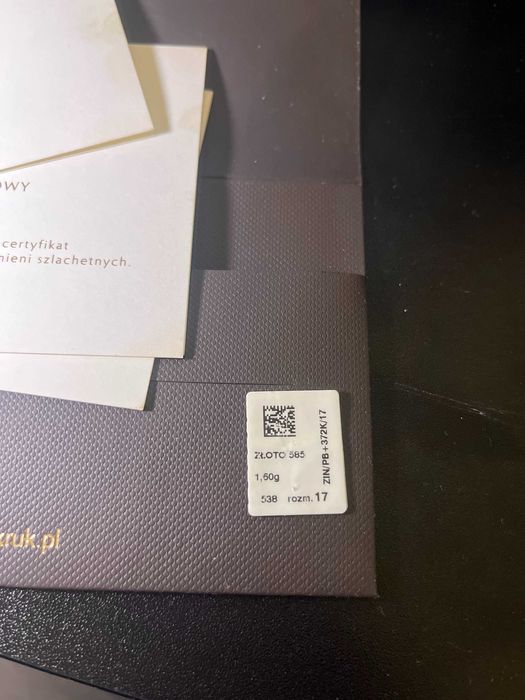 OWY
certyfikat
mieni szlachetnych.
ZŁOTO 585
1,60g
538 rozm. 17
ZIN/PB+372K/17
kruk.pl